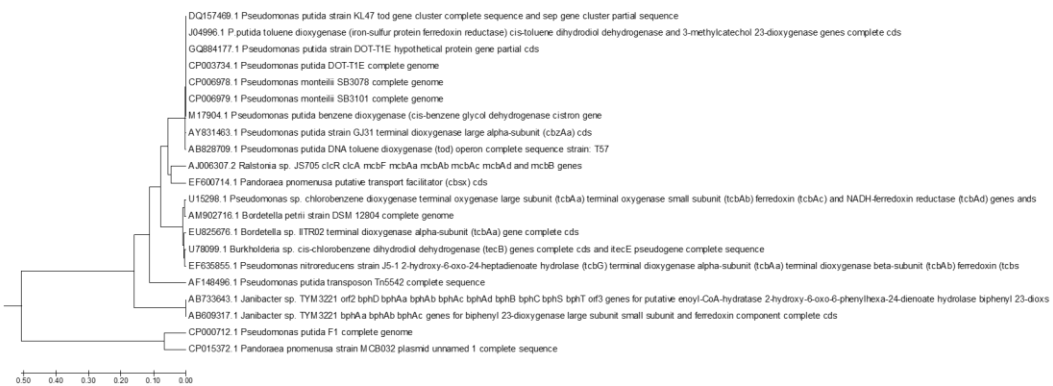 DQ157469.1 Pseudomonas putida strain KL47 tod gene cluster complete sequence and sep gene cluster partial sequence
J04996.1 P.putida toluene dioxygenase (iron-sulfur protein ferredoxin reductase) cis-toluene dihydrodiol dehydrogenase and 3-methylcatechol 23-dioxygenase genes complete cds
GQ884177.1 Pseudomonas putida strain DOT-T1E hypothetical protein gene partial cds
CP003734.1 Pseudomonas putida DOT-T1E complete genome
CP006978.1 Pseudomonas monteilii SB3078 complete genome
CP006979.1 Pseudomonas monteilii SB3101 complete genome
M17904.1 Pseudomonas putida benzene dioxygenase (cis-benzene glycol dehydrogenase cistron gene
AY831463.1 Pseudomonas putida strain GJ31 terminal dioxygenase large alpha-subunit (cbzAa) cds
AB828709.1 Pseudomonas putida DNA toluene dioxygenase (tod) operon complete sequence strain: T57
AJ006307.2 Ralstonia sp. JS705 clcR clcA mcbF mcbAa mcbAb mcbAc mcbAd and mcbB genes
EF600714.1 Pandoraea pnomenusa putative transport facilitator (cbsx) cds
U15298.1 Pseudomonas sp. chlorobenzene dioxygenase terminal oxygenase large subunit (tcbAa) terminal oxygenase small subunit (tcbAb) ferredoxin (tcbAc) and NADH-ferredoxin reductase (tcbAd) genes ands
AM902716.1 Bordetella petrii strain DSM 12804 complete genome
EU825676.1 Bordetella sp. IITR02 terminal dioxygenase alpha-subunit (tcbAa) gene complete cds
U78099.1 Burkholderia sp. cis-chlorobenzene dihydrodiol dehydrogenase (tecB) genes complete cds and itecE pseudogene complete sequence
EF635855.1 Pseudomonas nitroreducens strain J5-1 2-hydroxy-6-oxo-24-heptadienoate hydrolase (tcbG) terminal dioxygenase alpha-subunit (tcbAa) terminal dioxygenase beta-subunit (tcbAb) ferredoxin (tcbs
AF148496.1 Pseudomonas putida transposon Tn5542 complete sequence
AB733643.1 Janibacter sp. TYM3221 orf2 bphD bphAa bphAb bphAc bphAd bphB bphC bphS bphT orf3 genes for putative enoyl-CoA-hydratase 2-hydroxy-6-oxo-6-phenylhexa-24-dienoate hydrolase biphenyl 23-dioxs
AB609317.1 Janibacter sp. TYM3221 bphAa bphAb bphAc genes for biphenyl 23-dioxygenase large subunit small subunit and ferredoxin component complete cds
CP000712.1 Pseudomonas putida F1 complete genome
CP015372.1 Pandoraea pnomenusa strain MCB032 plasmid unnamed 1 complete sequence
0.50 0.40 0.30 0.20 0.10 0.00